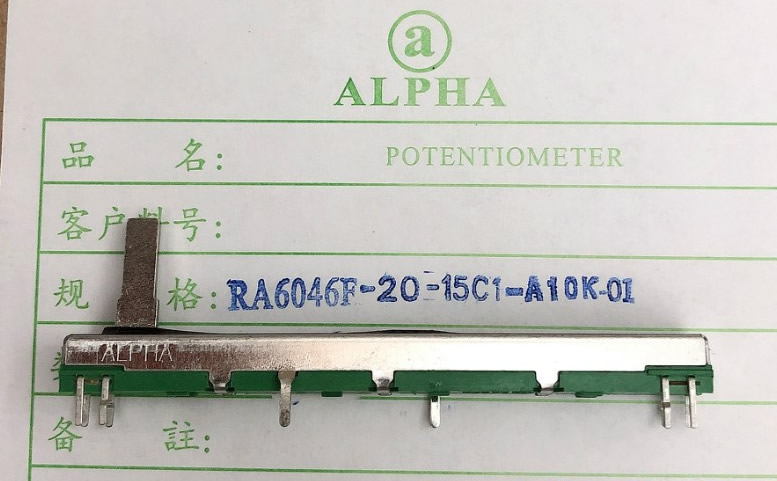 a
ALPHA
品 名: POTENTIOMETER
客户料号:
规 格: RA6046F-20-15C1-A10K-01
ALPHA
备 註: